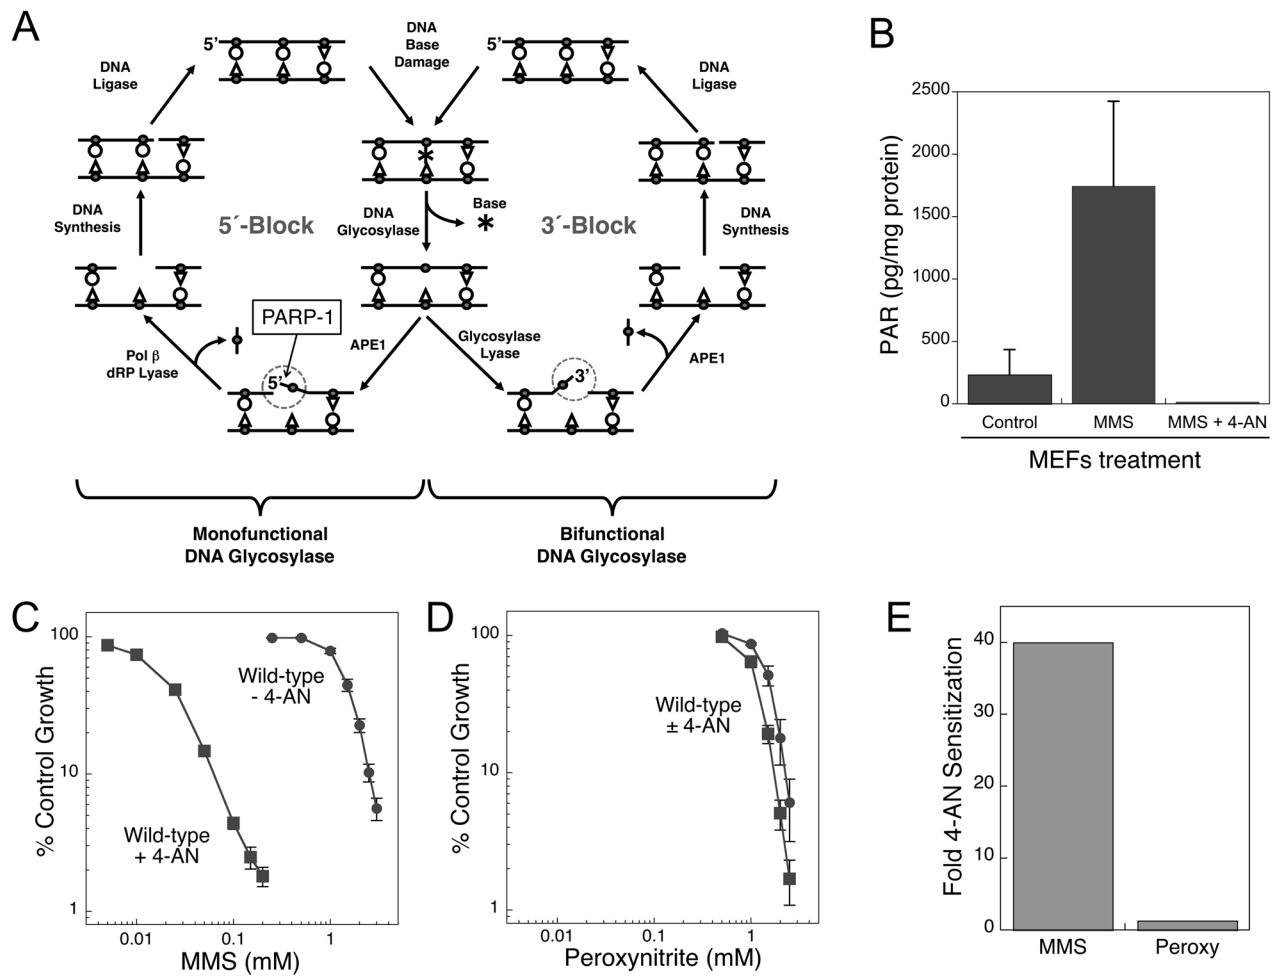 A
5’
DNA
Base
Damage
5’
DNA
Ligase
DNA
Ligase
*
DNA
Synthesis
5´-Block
DNA
Glycosylase
Base
*
3´-Block
DNA
Synthesis
PARP-1
Pol β
dRP Lyase
5’
APE1
Glycosylase
Lyase
3’
APE1
Monofunctional
DNA Glycosylase
Bifunctional
DNA Glycosylase
B
PAR (pg/mg protein)
2500
2000
1500
1000
500
0
Control
MMS
MMS + 4-AN
MEFs treatment
C
% Control Growth
100
10
1
Wild-type
- 4-AN
Wild-type
+ 4-AN
0.01
0.1
1
MMS (mM)
D
% Control Growth
100
10
1
Wild-type
± 4-AN
0.01
0.1
1
Peroxynitrite (mM)
E
Fold 4-AN Sensitization
40
30
20
10
0
MMS
Peroxy